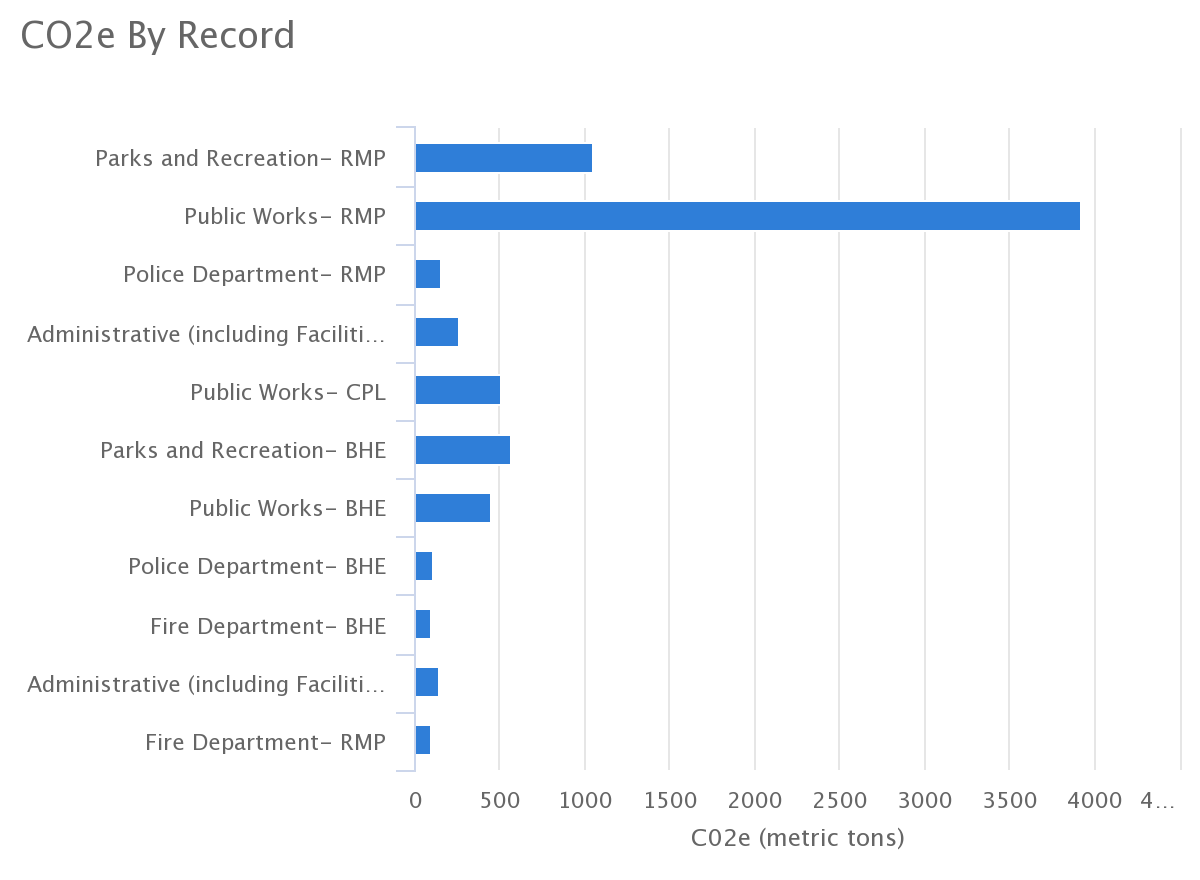 CO2e By Record
Parks and Recreation– RMP
Public Works– RMP
Police Department– RMP
Administrative (including Faciliti...
Public Works– CPL
Parks and Recreation– BHE
Public Works– BHE
Police Department– BHE
Fire Department– BHE
Administrative (including Faciliti...
Fire Department– RMP
0 500 1000 1500 2000 2500 3000 3500 4000 4...
C02e (metric tons)